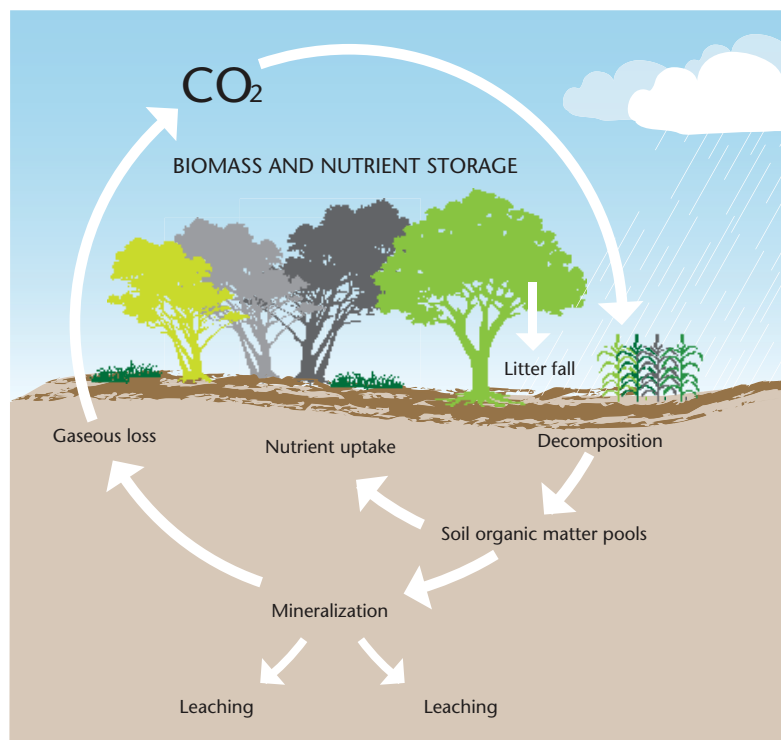 CO₂
BIOMASS AND NUTRIENT STORAGE
Litter fall
Gaseous loss
Nutrient uptake
Decomposition
Soil organic matter pools
Mineralization
Leaching
Leaching